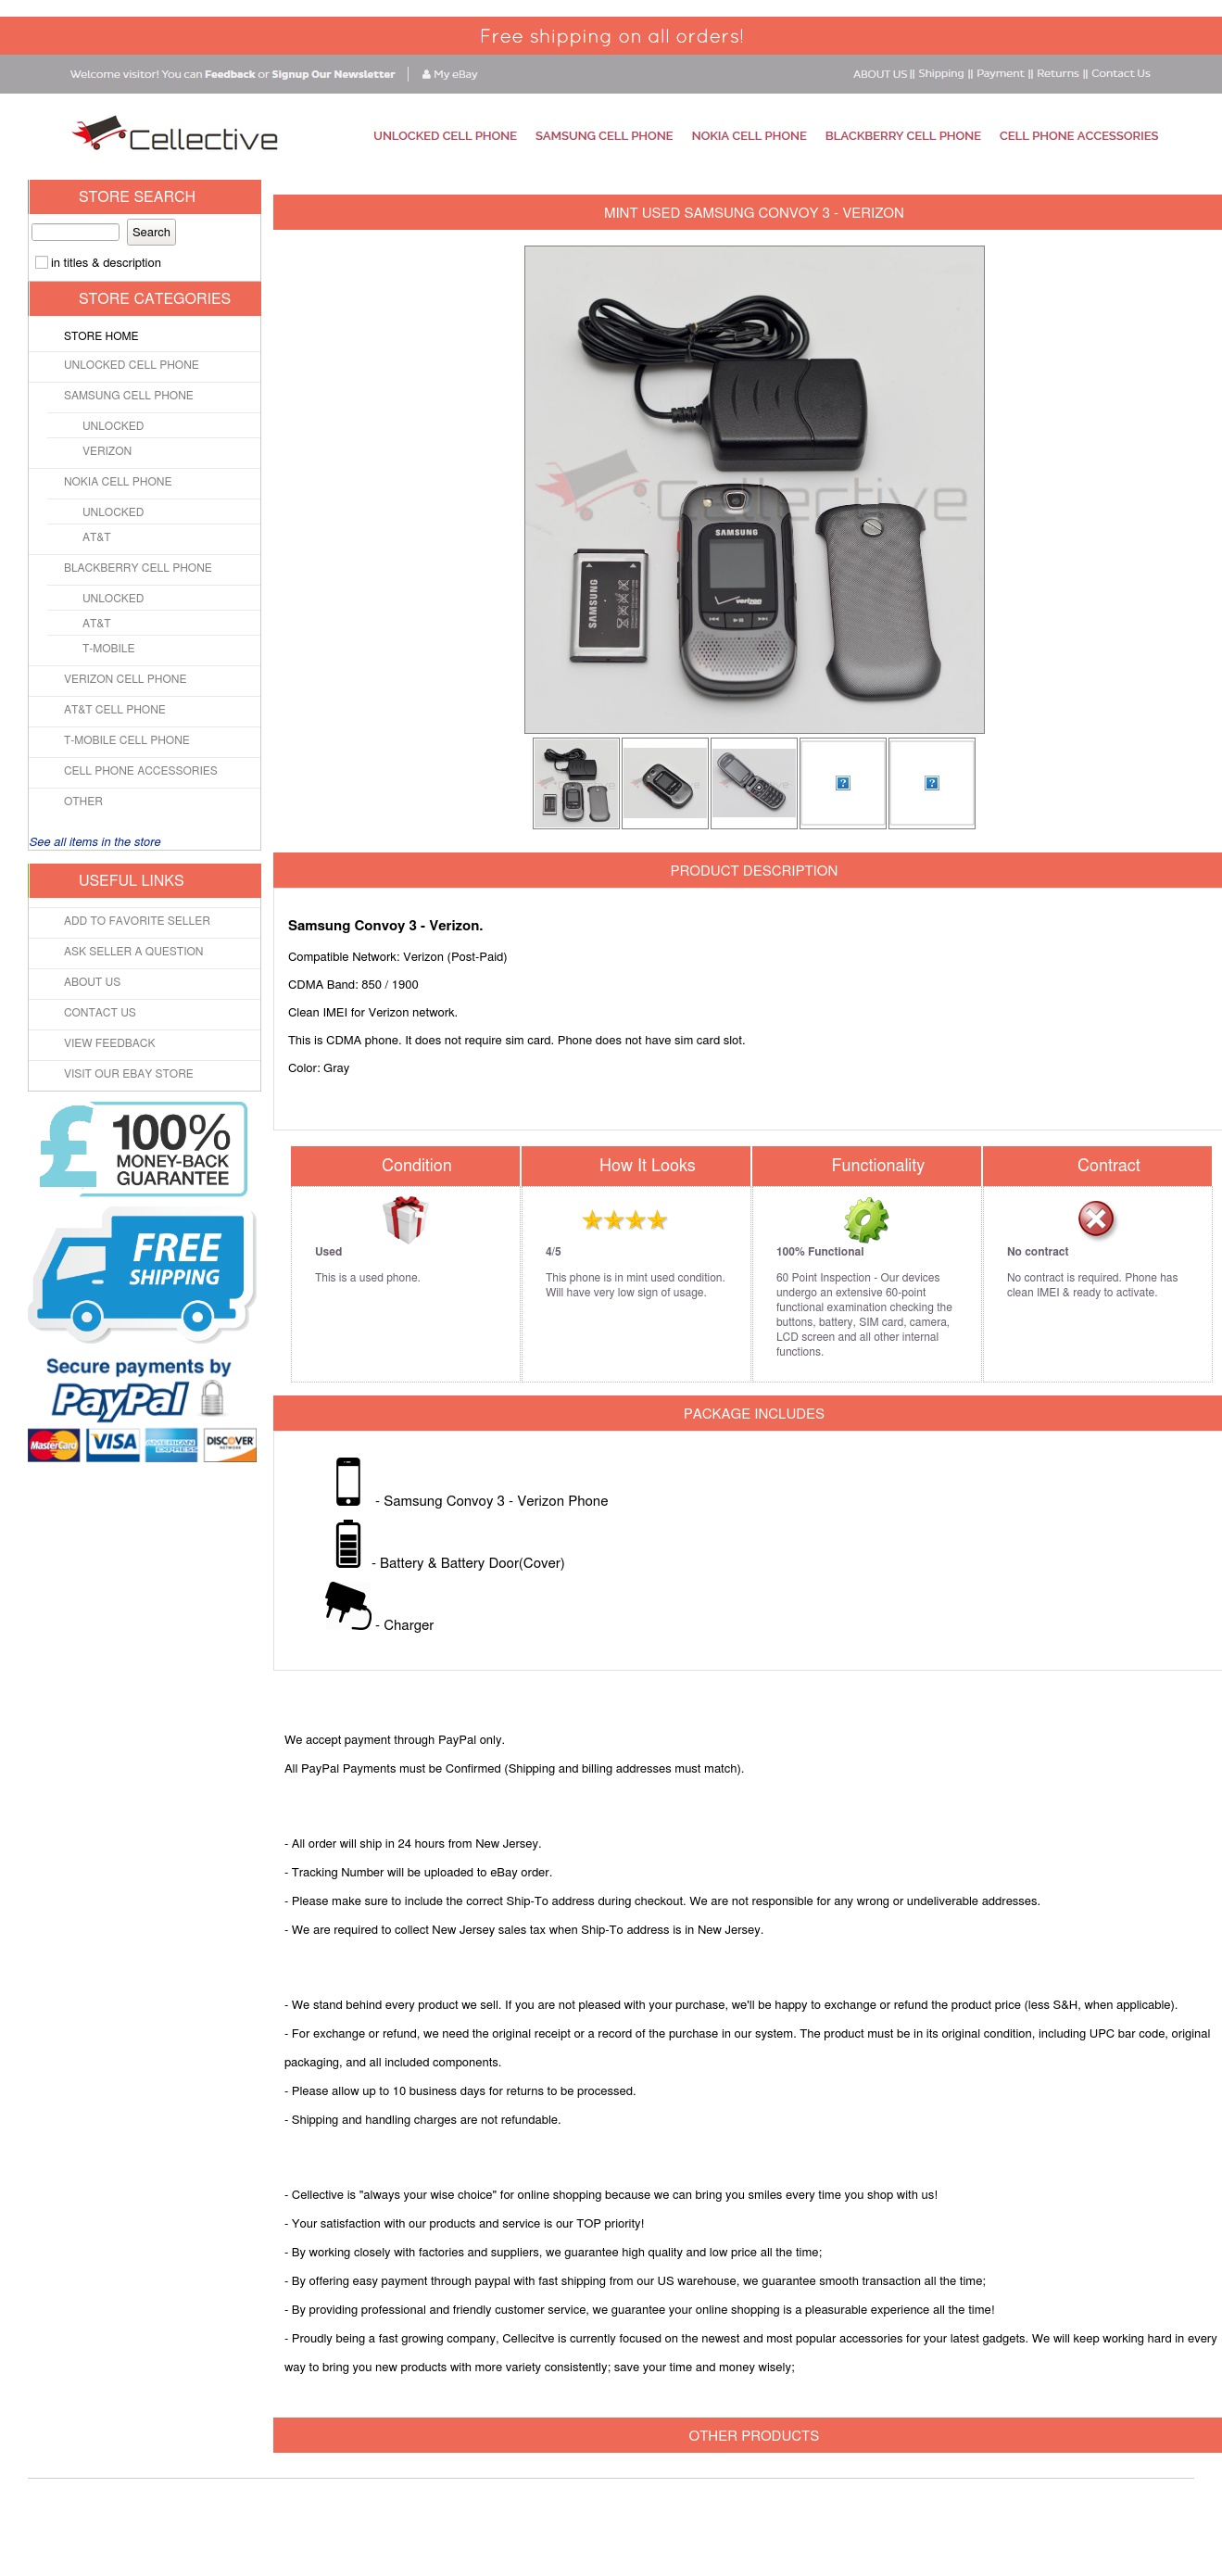 Free shipping on all orders!
Welcome visitor! You can Feedback or Signup Our Newsletter | My eBay
ABOUT US || Shipping || Payment || Returns || Contact Us
Cellective
UNLOCKED CELL PHONE SAMSUNG CELL PHONE NOKIA CELL PHONE BLACKBERRY CELL PHONE CELL PHONE ACCESSORIES
STORE SEARCH
Search
in titles & description
STORE CATEGORIES
STORE HOME
UNLOCKED CELL PHONE
SAMSUNG CELL PHONE
UNLOCKED
VERIZON
NOKIA CELL PHONE
UNLOCKED
AT&T
BLACKBERRY CELL PHONE
UNLOCKED
AT&T
T-MOBILE
VERIZON CELL PHONE
AT&T CELL PHONE
T-MOBILE CELL PHONE
CELL PHONE ACCESSORIES
OTHER
See all items in the store
USEFUL LINKS
ADD TO FAVORITE SELLER
ASK SELLER A QUESTION
ABOUT US
CONTACT US
VIEW FEEDBACK
VISIT OUR EBAY STORE
£ 100%
MONEY-BACK
GUARANTEE
FREE
SHIPPING
Secure payments by
PayPal
MasterCard VISA AMERICAN EXPRESS DISCOVER NETWORK
MINT USED SAMSUNG CONVOY 3 - VERIZON
Cellective
SAMSUNG
verizon
SAMSUNG
PRODUCT DESCRIPTION
Samsung Convoy 3 - Verizon.
Compatible Network: Verizon (Post-Paid)
CDMA Band: 850 / 1900
Clean IMEI for Verizon network.
This is CDMA phone. It does not require sim card. Phone does not have sim card slot.
Color: Gray
Condition
Used
This is a used phone.
How It Looks
4/5
This phone is in mint used condition.
Will have very low sign of usage.
Functionality
100% Functional
60 Point Inspection - Our devices
undergo an extensive 60-point
functional examination checking the
buttons, battery, SIM card, camera,
LCD screen and all other internal
functions.
Contract
No contract
No contract is required. Phone has
clean IMEI & ready to activate.
PACKAGE INCLUDES
- Samsung Convoy 3 - Verizon Phone
- Battery & Battery Door(Cover)
- Charger
We accept payment through PayPal only.
All PayPal Payments must be Confirmed (Shipping and billing addresses must match).
- All order will ship in 24 hours from New Jersey.
- Tracking Number will be uploaded to eBay order.
- Please make sure to include the correct Ship-To address during checkout. We are not responsible for any wrong or undeliverable addresses.
- We are required to collect New Jersey sales tax when Ship-To address is in New Jersey.
- We stand behind every product we sell. If you are not pleased with your purchase, we'll be happy to exchange or refund the product price (less S&H, when applicable).
- For exchange or refund, we need the original receipt or a record of the purchase in our system. The product must be in its original condition, including UPC bar code, original
packaging, and all included components.
- Please allow up to 10 business days for returns to be processed.
- Shipping and handling charges are not refundable.
- Cellective is "always your wise choice" for online shopping because we can bring you smiles every time you shop with us!
- Your satisfaction with our products and service is our TOP priority!
- By working closely with factories and suppliers, we guarantee high quality and low price all the time;
- By offering easy payment through paypal with fast shipping from our US warehouse, we guarantee smooth transaction all the time;
- By providing professional and friendly customer service, we guarantee your online shopping is a pleasurable experience all the time!
- Proudly being a fast growing company, Cellecitve is currently focused on the newest and most popular accessories for your latest gadgets. We will keep working hard in every
way to bring you new products with more variety consistently; save your time and money wisely;
OTHER PRODUCTS